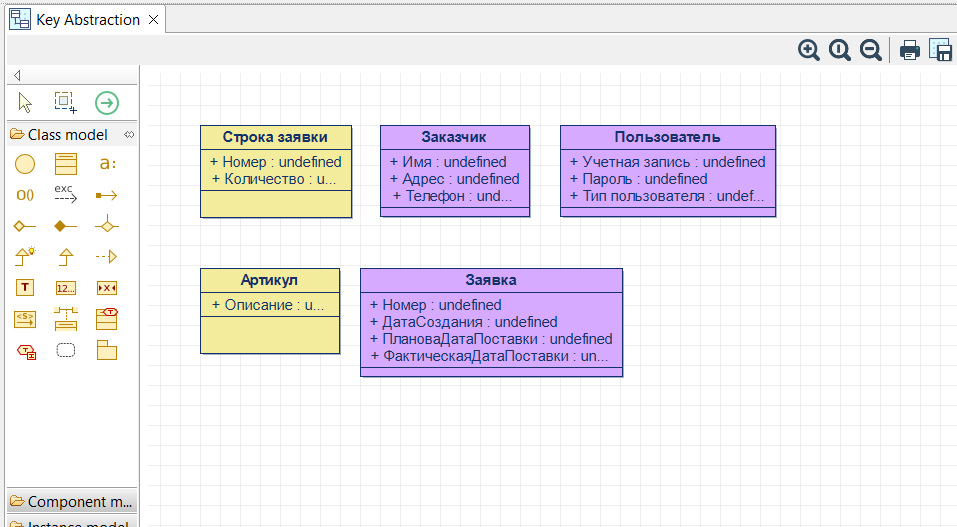 Key Abstraction
Class model
a:
O()
exc
T
12...
X
<S>
T
T
Component m...
Instance model
Строка заявки
+ Номер : undefined
+ Количество : u...
Заказчик
+ Имя : undefined
+ Адрес : undefined
+ Телефон : und...
Пользователь
+ Учетная запись : undefined
+ Пароль : undefined
+ Тип пользователя : undef...
Артикул
+ Описание : u...
Заявка
+ Номер : undefined
+ ДатаСоздания : undefined
+ ПлановаДатаПоставки : undefined
+ ФактическаяДатаПоставки : un...